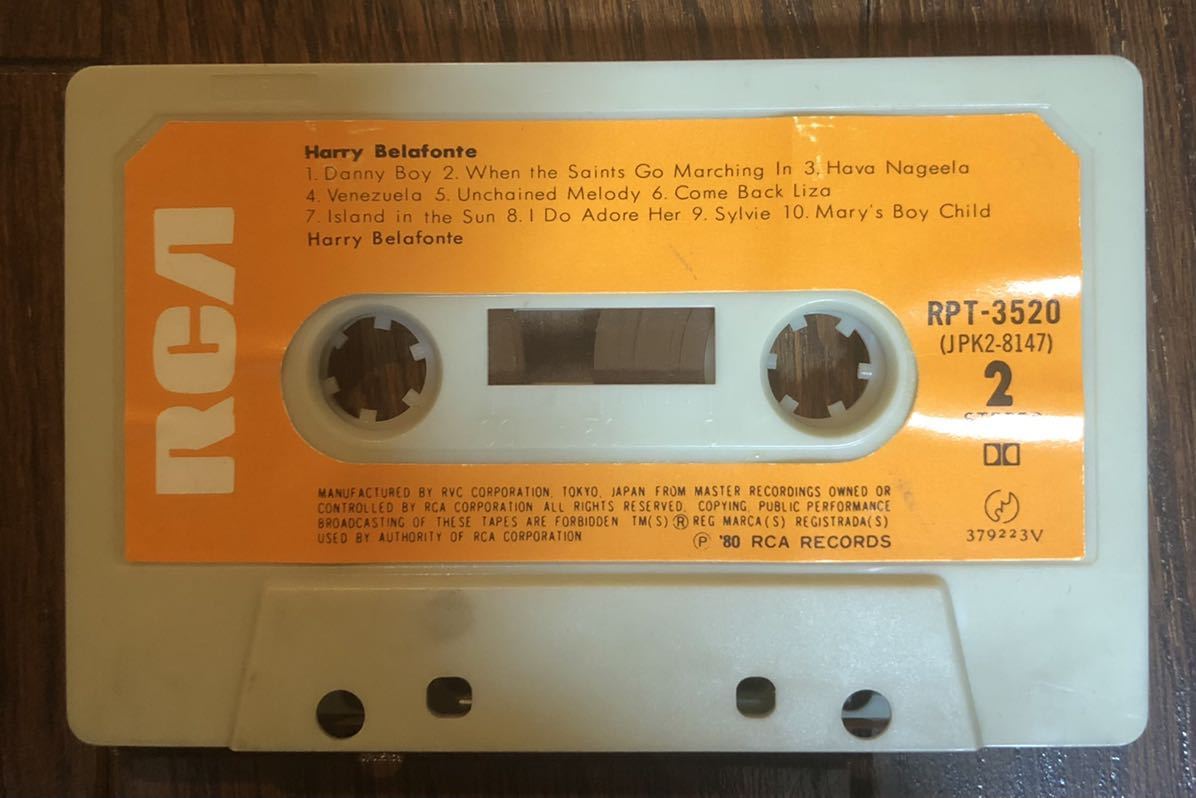 RCA
Harry Belafonte
1. Danny Boy 2. When the Saints Go Marching In 3. Hava Nageela
4. Venezuela 5. Unchained Melody 6. Come Back Liza
7. Island in the Sun 8. I Do Adore Her 9. Sylvie 10. Mary's Boy Child
Harry Belafonte
RPT-3520
(JPK2-8147)
2
MANUFACTURED BY RVC CORPORATION, TOKYO, JAPAN FROM MASTER RECORDINGS OWNED OR
CONTROLLED BY RCA CORPORATION ALL RIGHTS RESERVED. COPYING, PUBLIC PERFORMANCE
BROADCASTING OF THESE TAPES ARE FORBIDDEN TM(S) ® REG MARCA(S) REGISTRADA(S)
USED BY AUTHORITY OF RCA CORPORATION
℗ '80 RCA RECORDS
379223V